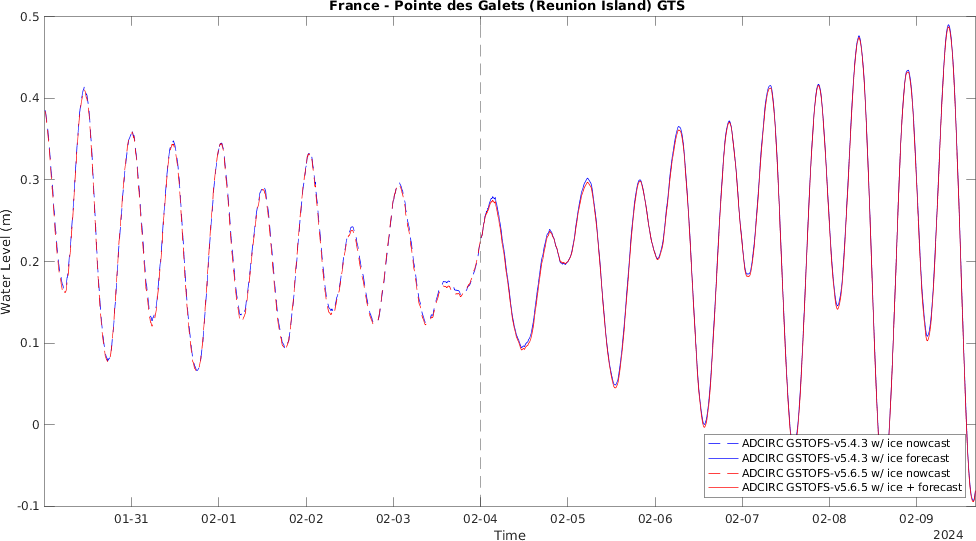 France - Pointe des Galets (Reunion Island) GTS
0.5
0.4
0.3
0.2
0.1
0
-0.1
Water Level (m)
ADCIRC GSTOFS-v5.4.3 w/ ice nowcast
ADCIRC GSTOFS-v5.4.3 w/ ice forecast
ADCIRC GSTOFS-v5.6.5 w/ ice nowcast
ADCIRC GSTOFS-v5.6.5 w/ ice + forecast
01-31 02-01 02-02 02-03 02-04 02-05 02-06 02-07 02-08 02-09
Time
2024